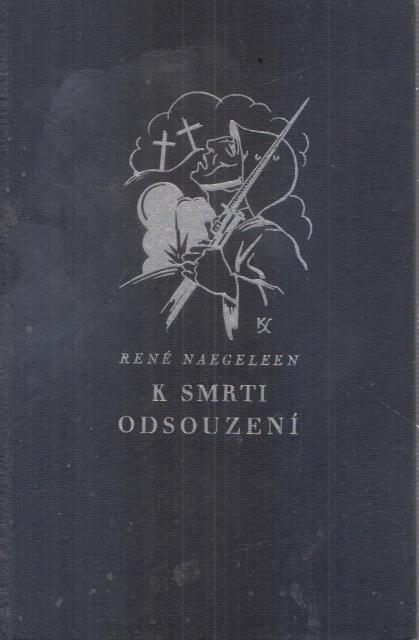 RENÉ NAEGELEEN
K SMRTI
ODSOUZENÍ